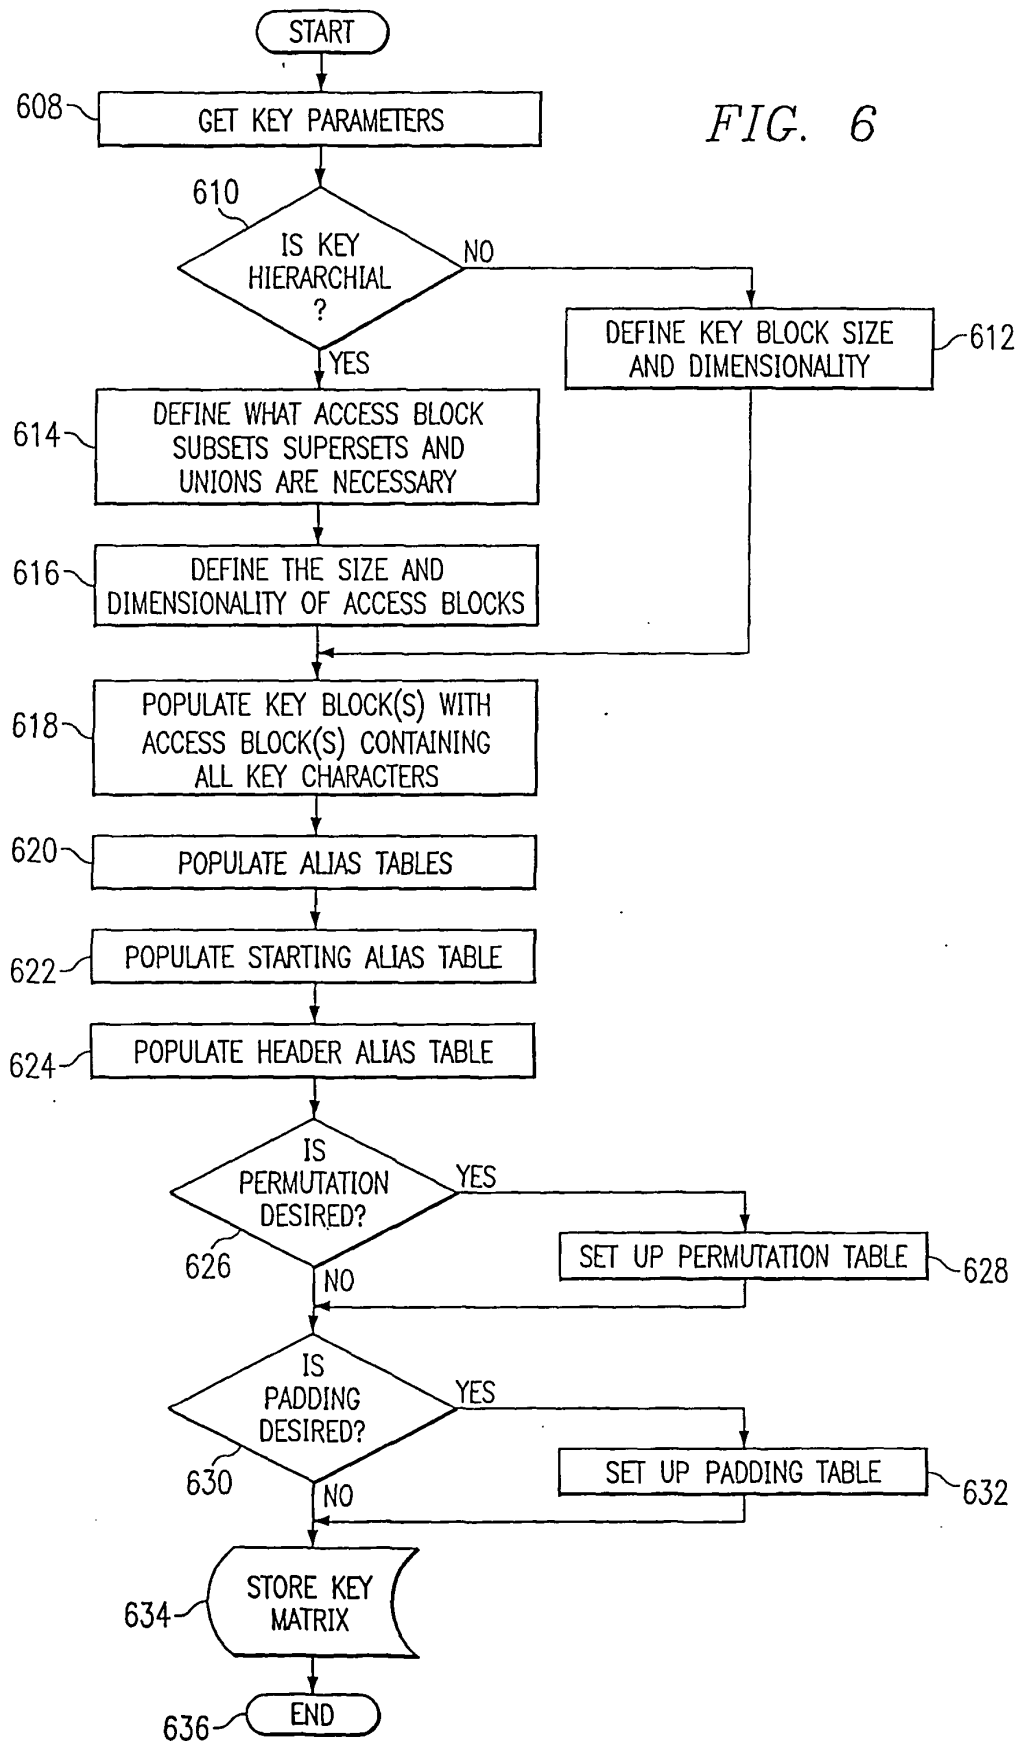 START
608
GET KEY PARAMETERS
FIG. 6
610
IS KEY
HIERARCHIAL
?
NO
YES
DEFINE KEY BLOCK SIZE
AND DIMENSIONALITY
612
614
DEFINE WHAT ACCESS BLOCK
SUBSETS SUPERSETS AND
UNIONS ARE NECESSARY
616
DEFINE THE SIZE AND
DIMENSIONALITY OF ACCESS BLOCKS
618
POPULATE KEY BLOCK(S) WITH
ACCESS BLOCK(S) CONTAINING
ALL KEY CHARACTERS
620
POPULATE ALIAS TABLES
622
POPULATE STARTING ALIAS TABLE
624
POPULATE HEADER ALIAS TABLE
IS
PERMUTATION
DESIRED?
YES
626
NO
SET UP PERMUTATION TABLE
628
IS
PADDING
DESIRED?
YES
630
NO
SET UP PADDING TABLE
632
STORE KEY
MATRIX
634
END
636